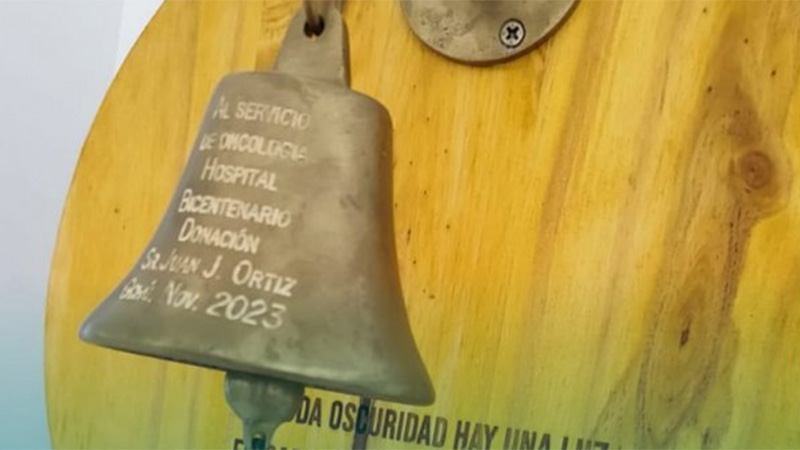 AL SERVICIO
DE ONCOLOGIA
HOSPITAL
BICENTENARIO
DONACIÓN
SR. JUAN J. ORTIZ
NOV. 2023
OSCURIDAD HAY UNA LUZ